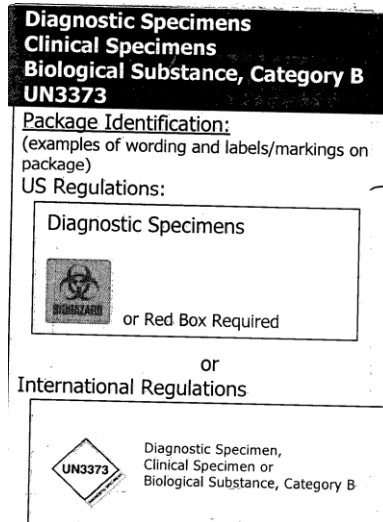 Diagnostic Specimens
Clinical Specimens
Biological Substance, Category B
UN3373
Package Identification:
(examples of wording and labels/markings on
package)
US Regulations:
Diagnostic Specimens
BIOHAZARD
or Red Box Required
or
International Regulations
UN3373
Diagnostic Specimen,
Clinical Specimen or
Biological Substance, Category B